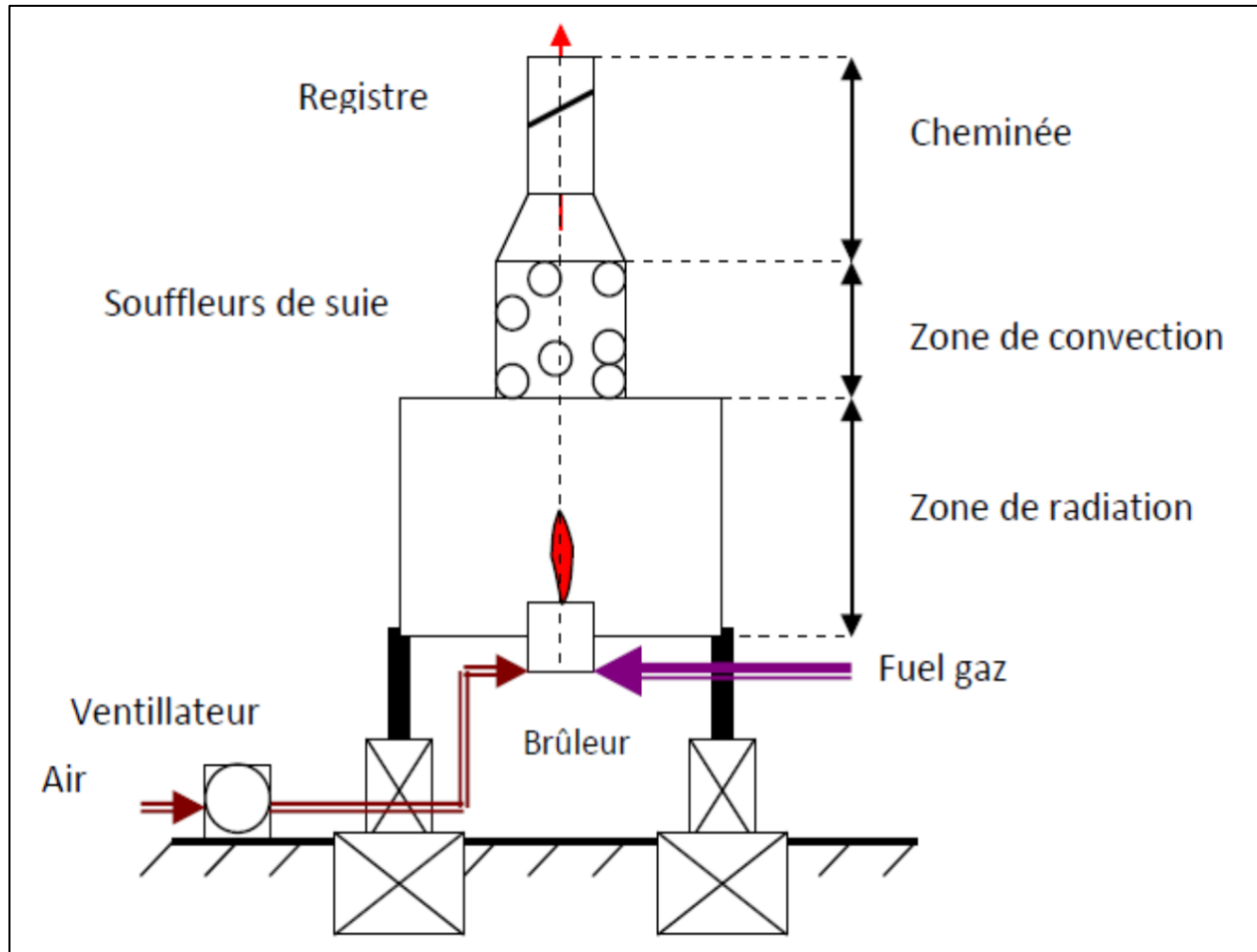 Registre
Cheminée
Souffleurs de suie
Zone de convection
Zone de radiation
Fuel gaz
Ventillateur
Brûleur
Air